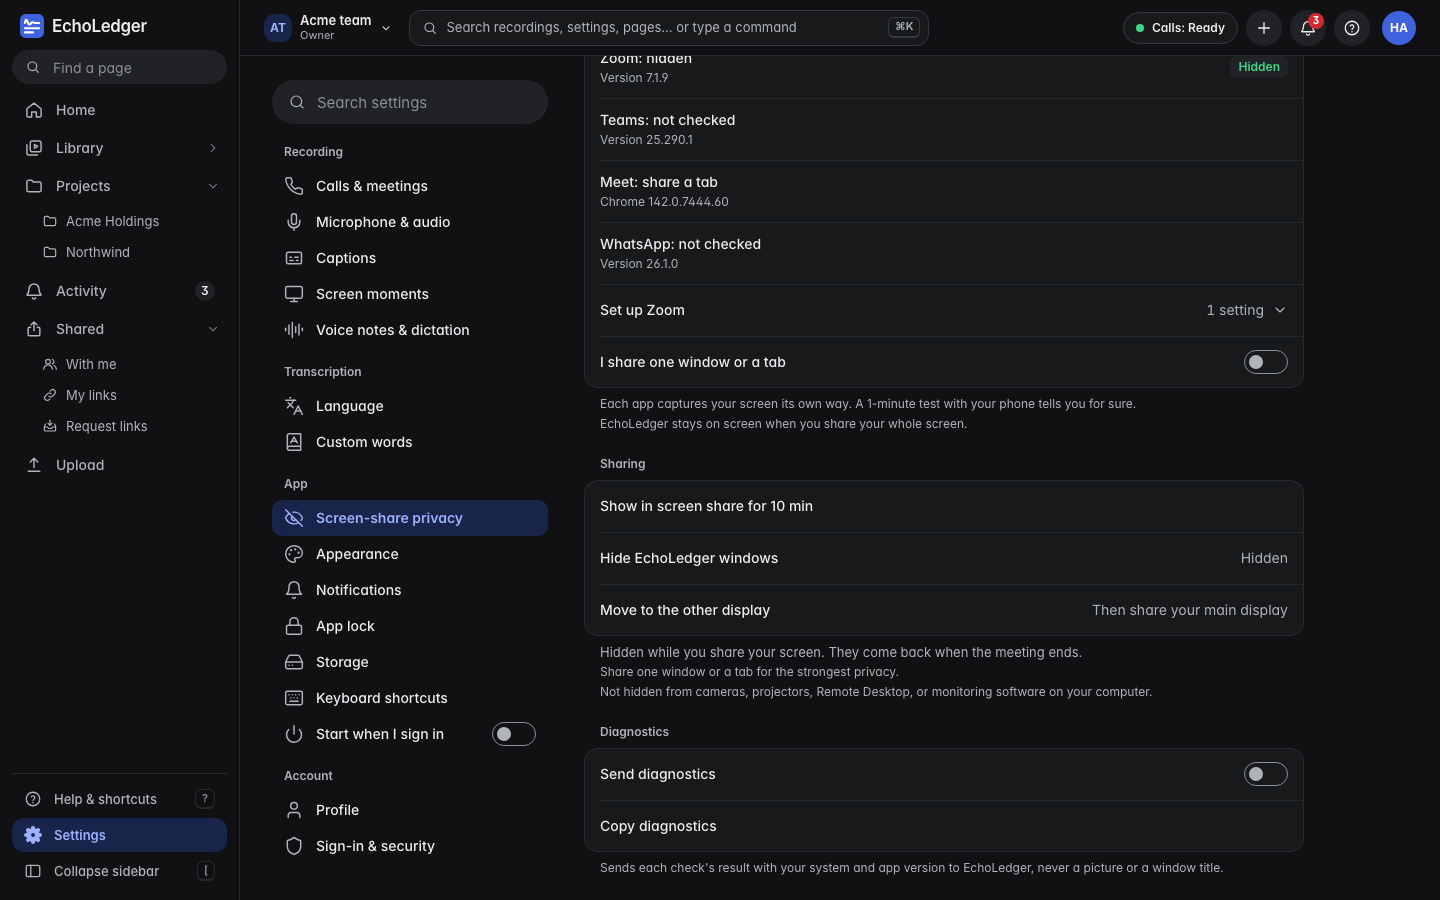 EchoLedger
Find a page
Home
Library
Projects
Acme Holdings
Northwind
Activity
3
Shared
With me
My links
Request links
Upload
Help & shortcuts
?
Settings
Collapse sidebar
[
AT
Acme team
Owner
Search recordings, settings, pages... or type a command
⌘K
Calls: Ready
3
HA
Search settings
Recording
Calls & meetings
Microphone & audio
Captions
Screen moments
Voice notes & dictation
Transcription
Language
Custom words
App
Screen-share privacy
Appearance
Notifications
App lock
Storage
Keyboard shortcuts
Start when I sign in
Account
Profile
Sign-in & security
Zoom: hidden
Version 7.1.9
Hidden
Teams: not checked
Version 25.290.1
Meet: share a tab
Chrome 142.0.7444.60
WhatsApp: not checked
Version 26.1.0
Set up Zoom
1 setting
I share one window or a tab
Each app captures your screen its own way. A 1-minute test with your phone tells you for sure.
EchoLedger stays on screen when you share your whole screen.
Sharing
Show in screen share for 10 min
Hide EchoLedger windows
Hidden
Move to the other display
Then share your main display
Hidden while you share your screen. They come back when the meeting ends.
Share one window or a tab for the strongest privacy.
Not hidden from cameras, projectors, Remote Desktop, or monitoring software on your computer.
Diagnostics
Send diagnostics
Copy diagnostics
Sends each check's result with your system and app version to EchoLedger, never a picture or a window title.